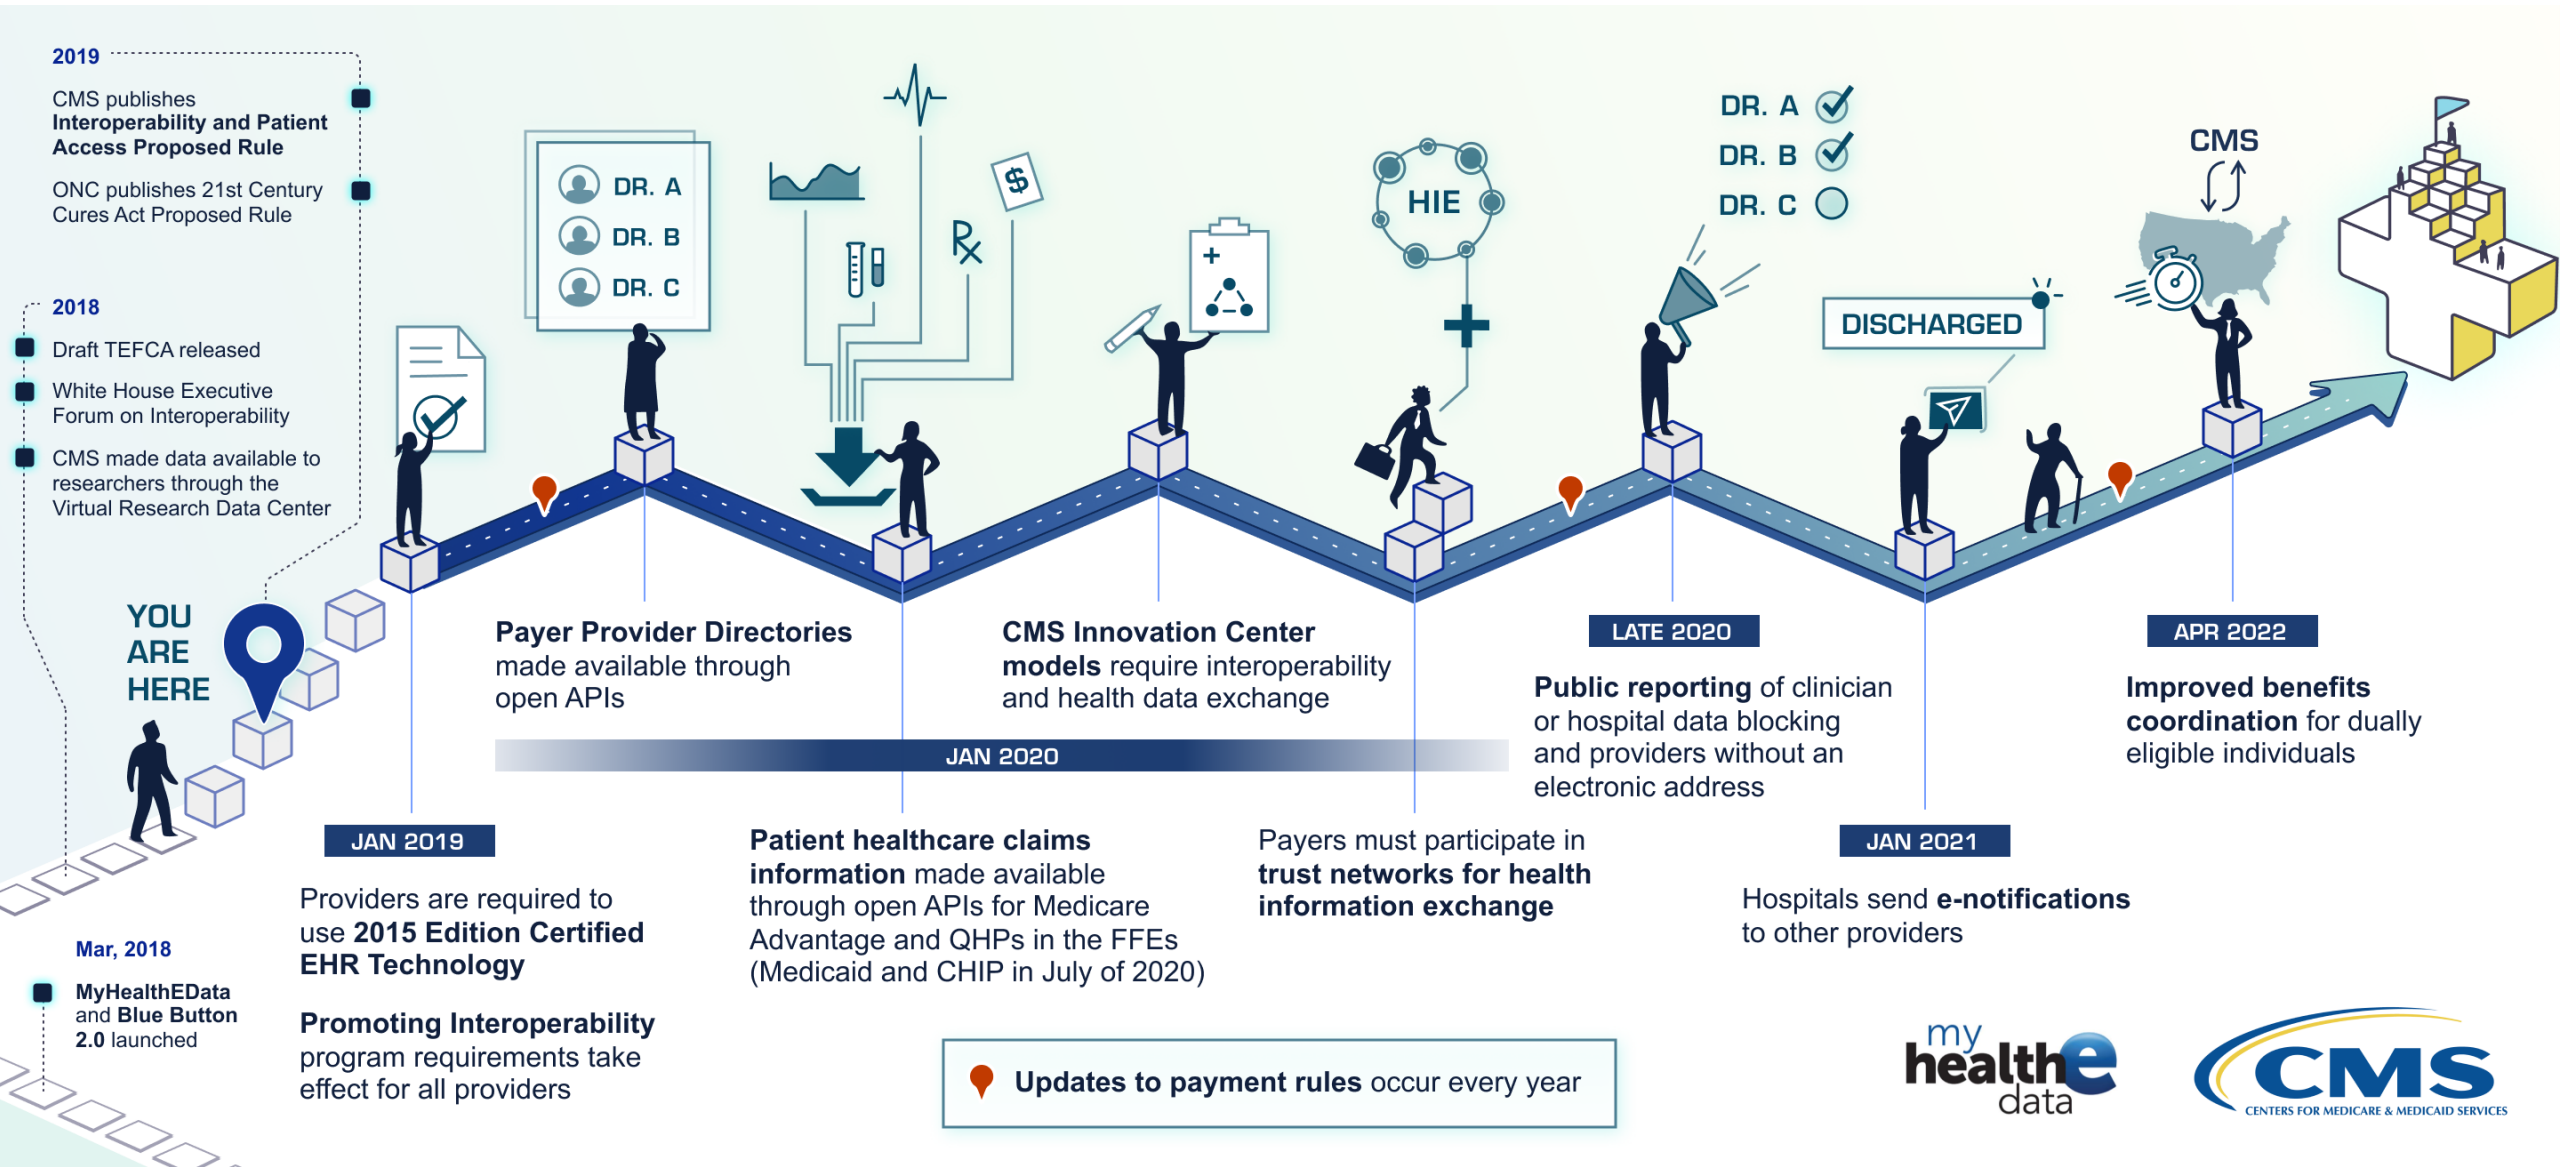 2019
CMS publishes
Interoperability and Patient
Access Proposed Rule
ONC publishes 21st Century
Cures Act Proposed Rule
2018
Draft TEFCA released
White House Executive
Forum on Interoperability
CMS made data available to
researchers through the
Virtual Research Data Center
YOU
ARE
HERE
Mar, 2018
MyHealthEData
and Blue Button
2.0 launched
DR. A
DR. B
DR. C
$
Rx
HIE
DR. A
DR. B
DR. C
DISCHARGED
CMS
JAN 2019
Providers are required to
use 2015 Edition Certified
EHR Technology
Promoting Interoperability
program requirements take
effect for all providers
Payer Provider Directories
made available through
open APIs
CMS Innovation Center
models require interoperability
and health data exchange
JAN 2020
Patient healthcare claims
information made available
through open APIs for Medicare
Advantage and QHPs in the FFEs
(Medicaid and CHIP in July of 2020)
Payers must participate in
trust networks for health
information exchange
LATE 2020
Public reporting of clinician
or hospital data blocking
and providers without an
electronic address
JAN 2021
Hospitals send e-notifications
to other providers
APR 2022
Improved benefits
coordination for dually
eligible individuals
Updates to payment rules occur every year
my
healthe
data
CMS
CENTERS FOR MEDICARE & MEDICAID SERVICES